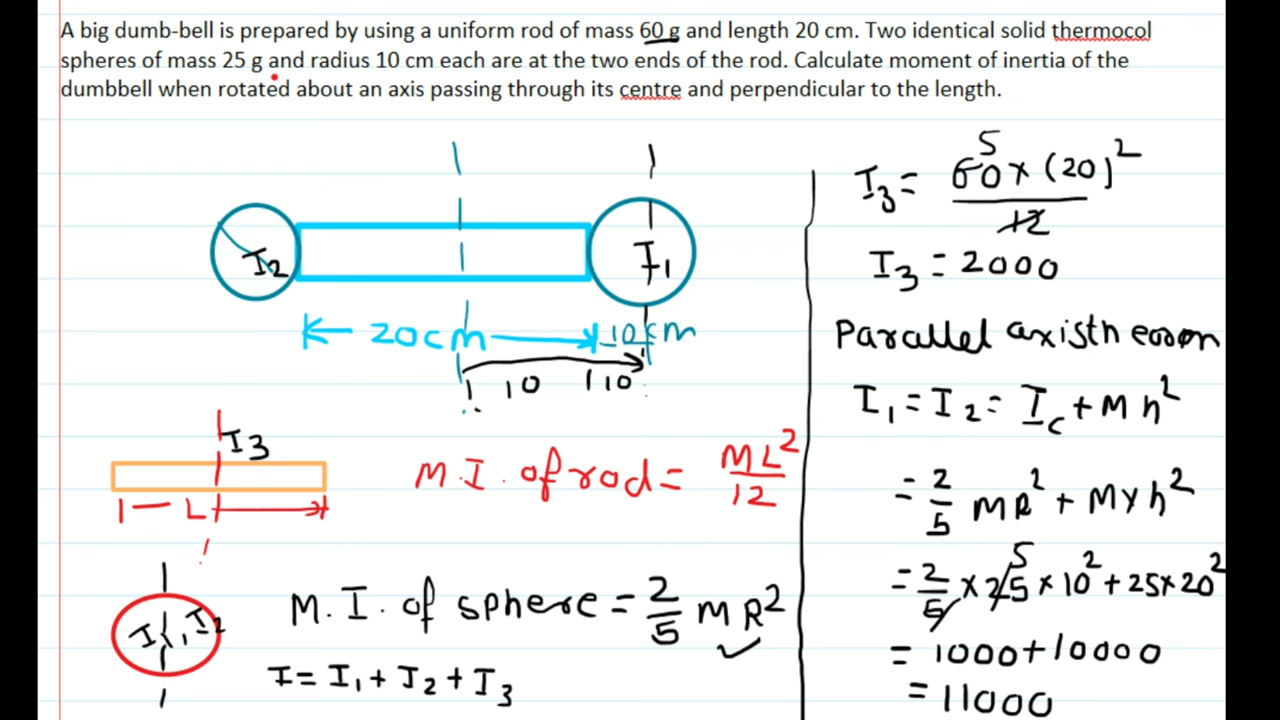 A big dumb-bell is prepared by using a uniform rod of mass 60 g and length 20 cm. Two identical solid thermocol
spheres of mass 25 g and radius 10 cm each are at the two ends of the rod. Calculate moment of inertia of the
dumbbell when rotated about an axis passing through its centre and perpendicular to the length.
I2
I1
20cm
10cm
10 10
I3
L
M.I. of rod = ML²/12
I1, I2
M.I. of sphere = 2/5 MR²
I = I1 + I2 + I3
I3 = 5 60 × (20)² / 12
I3 = 2000
Parallel axis theorom
I1 = I2 = Ic + Mh²
= 2/5 MR² + M×h²
= 2/5 × 25 5 × 10² + 25 × 20²
= 1000 + 10000
= 11000